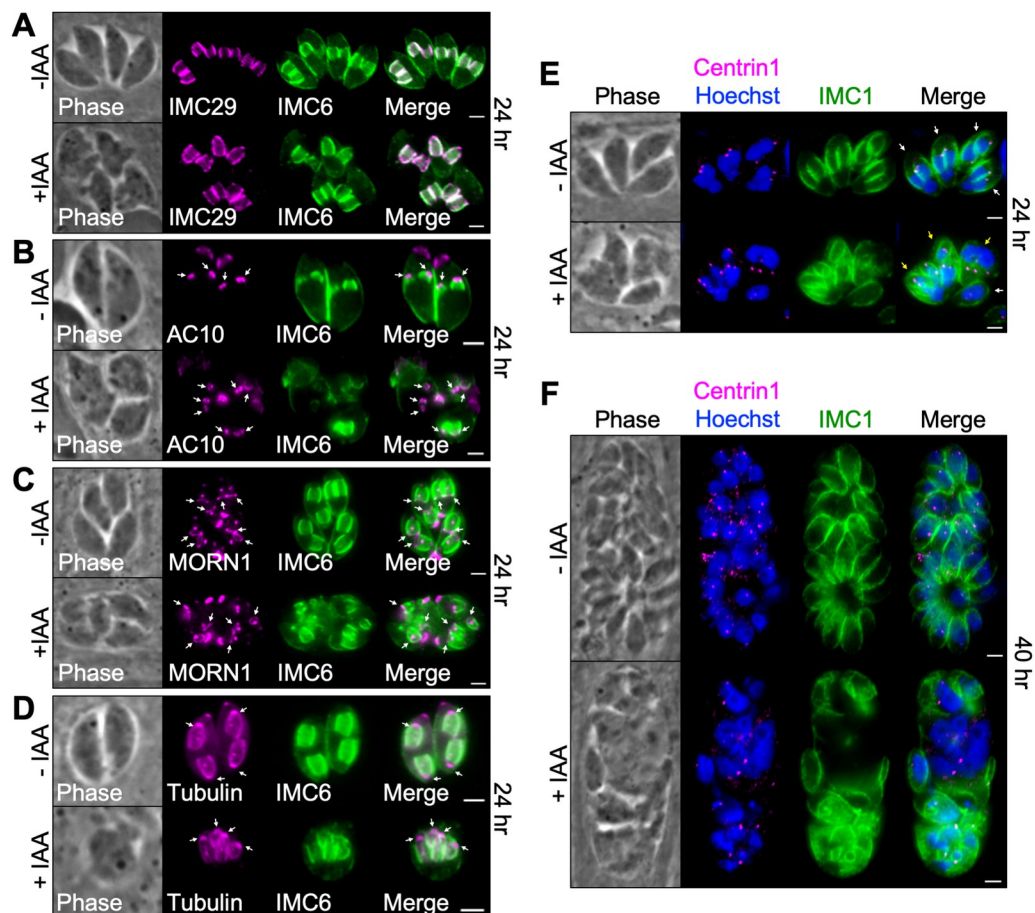 A
-IAA
Phase
IMC29
IMC6
Merge
+IAA
Phase
IMC29
IMC6
Merge
24 hr
B
- IAA
Phase
AC10
IMC6
Merge
+ IAA
Phase
AC10
IMC6
Merge
24 hr
C
-IAA
Phase
MORN1
IMC6
Merge
+IAA
Phase
MORN1
IMC6
Merge
24 hr
D
- IAA
Phase
Tubulin
IMC6
Merge
+ IAA
Phase
Tubulin
IMC6
Merge
24 hr
E
Centrin1
Phase Hoechst IMC1 Merge
- IAA
+ IAA
24 hr
F
Centrin1
Phase Hoechst IMC1 Merge
- IAA
+ IAA
40 hr